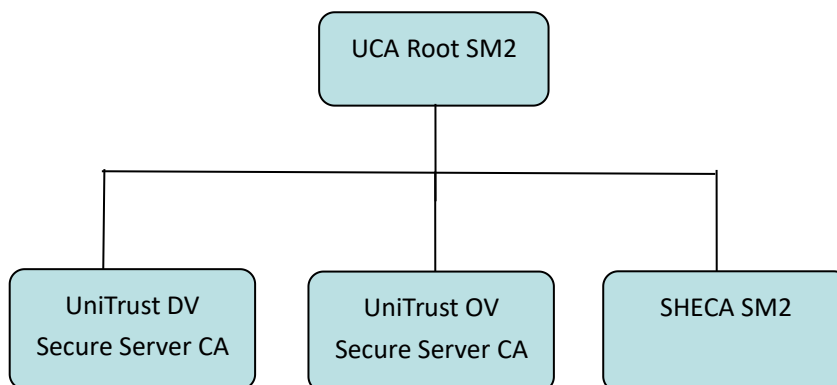 UCA Root SM2
UniTrust DV
Secure Server CA
UniTrust OV
Secure Server CA
SHECA SM2